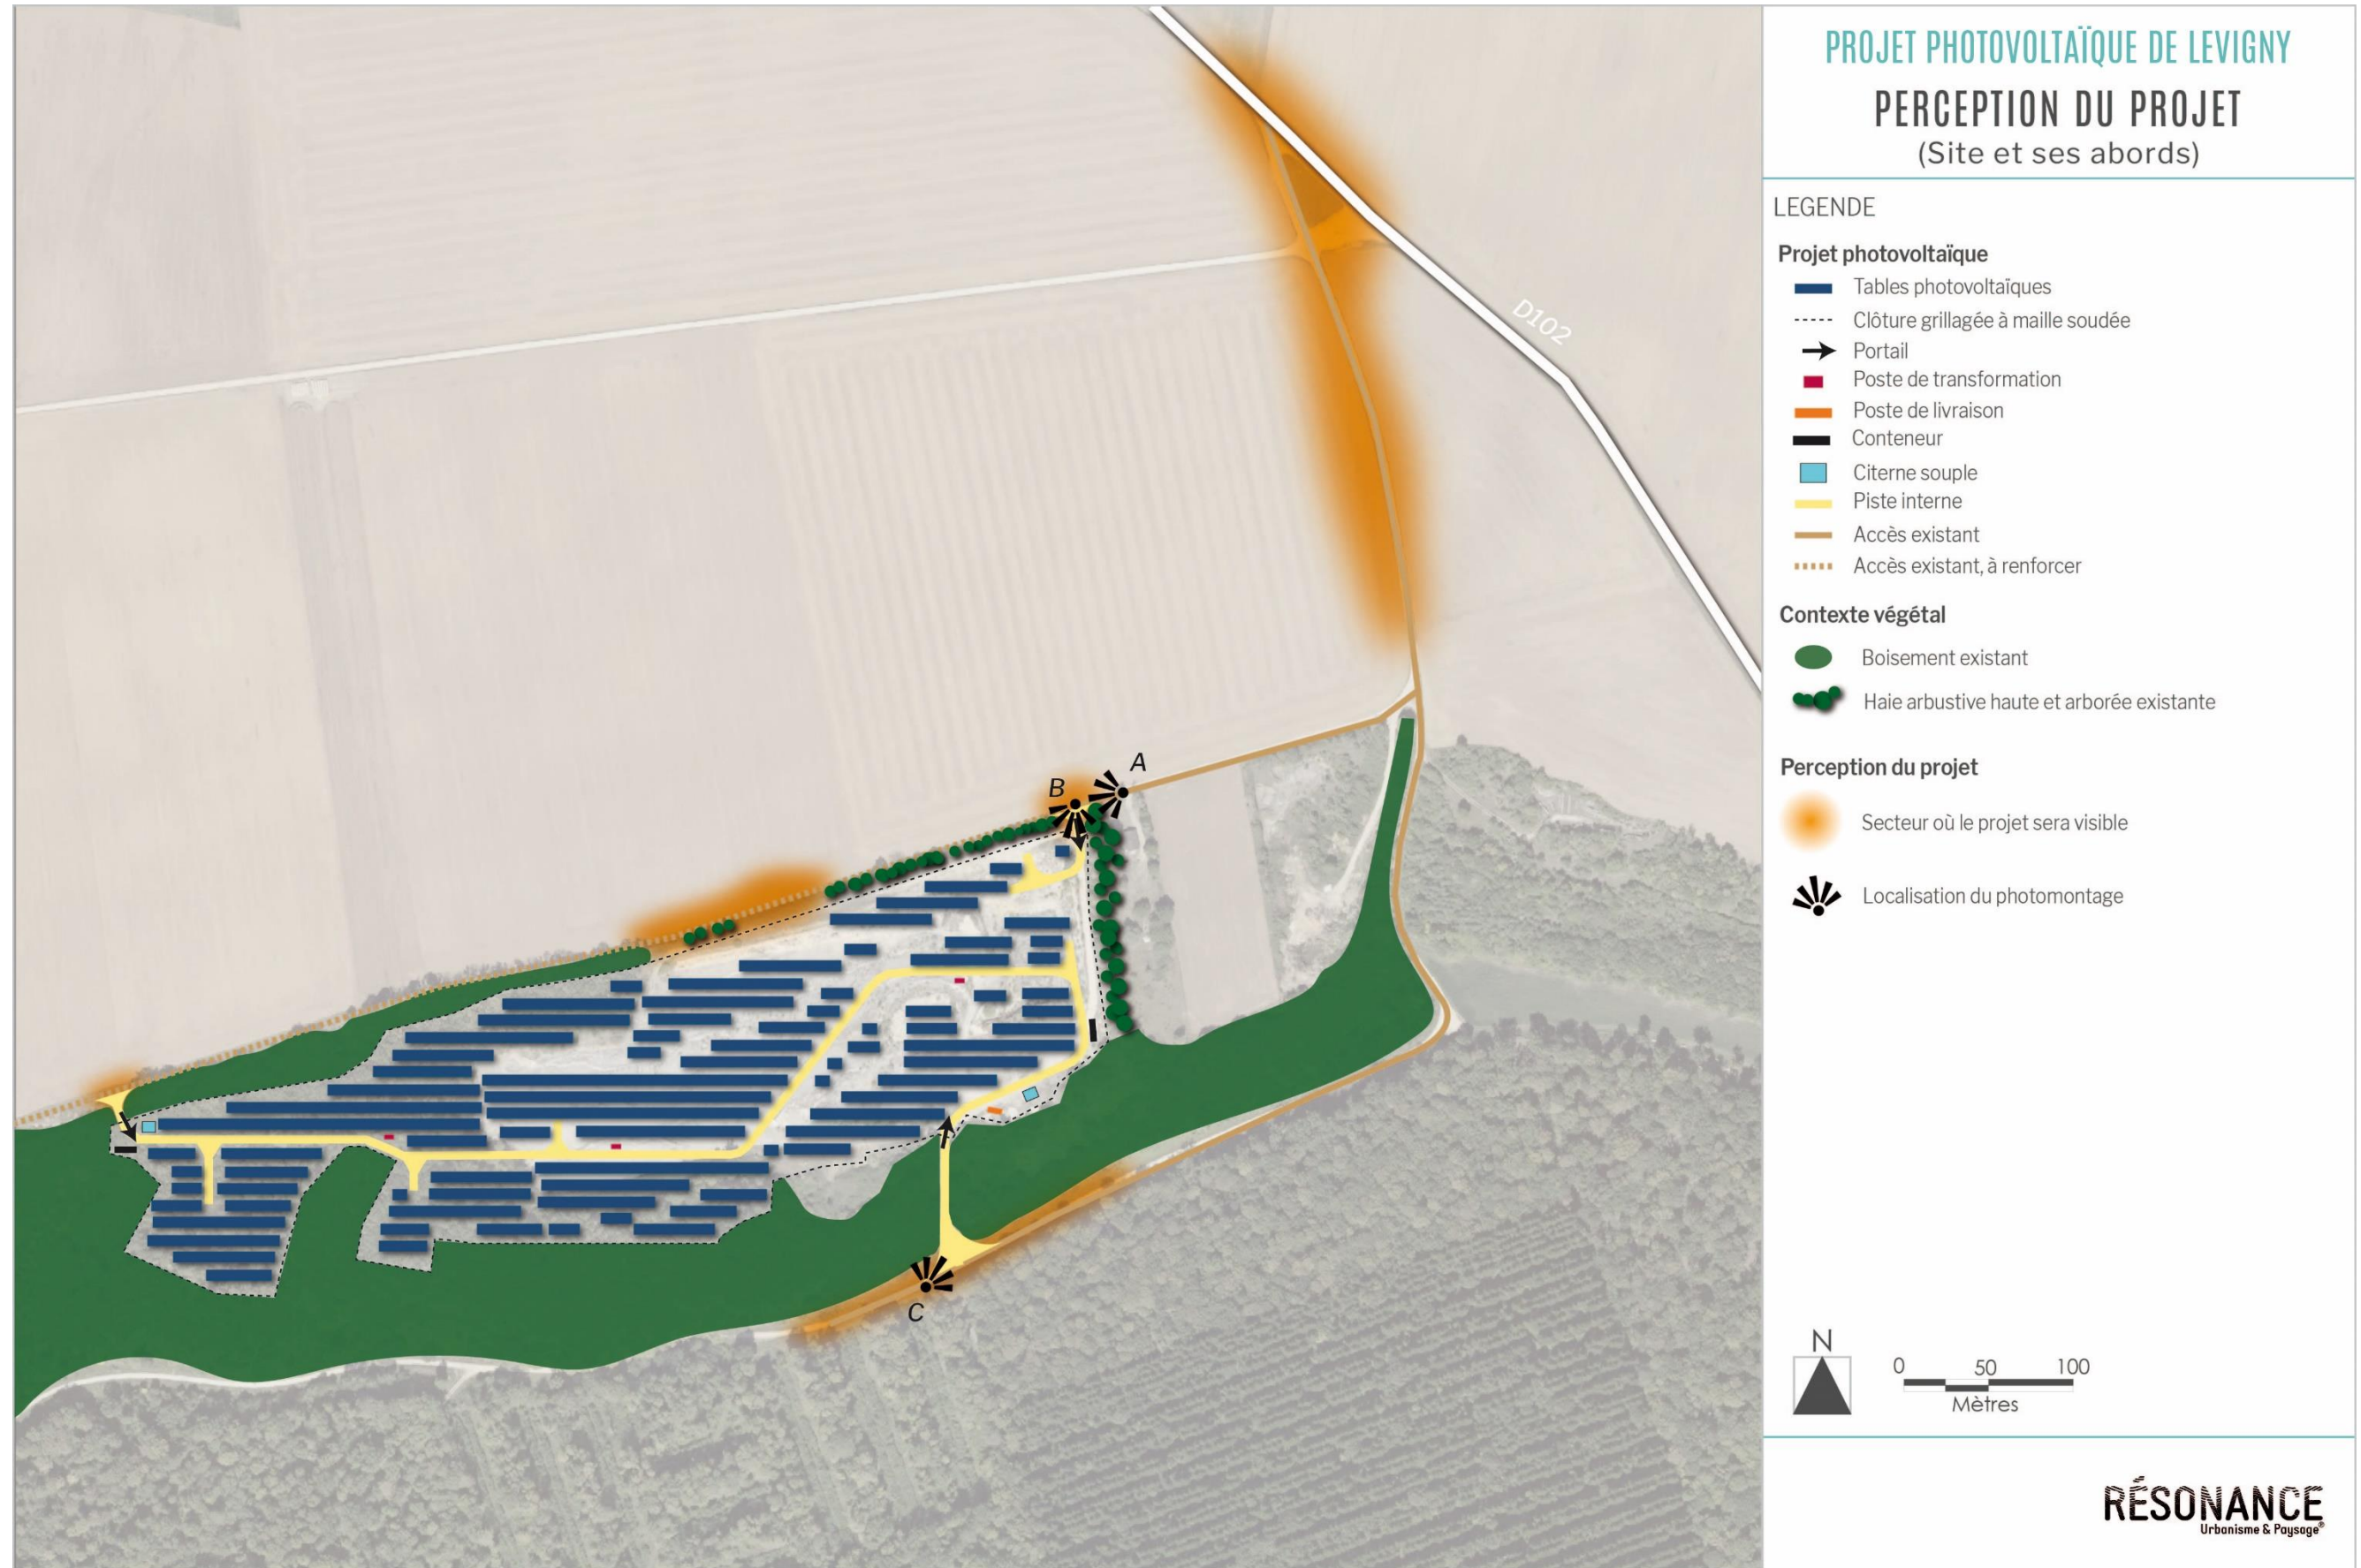 PROJET PHOTOVOLTAÏQUE DE LEVIGNY
PERCEPTION DU PROJET
(Site et ses abords)
LEGENDE
Projet photovoltaïque
Tables photovoltaïques
Clôture grillagée à maille soudée
Portail
Poste de transformation
Poste de livraison
Conteneur
Citerne souple
Piste interne
Accès existant
Accès existant, à renforcer
Contexte végétal
Boisement existant
Haie arbustive haute et arborée existante
Perception du projet
Secteur où le projet sera visible
Localisation du photomontage
D102
A
B
C
N
0 50 100
Mètres
RÉSONANCE
Urbanisme & Paysage®